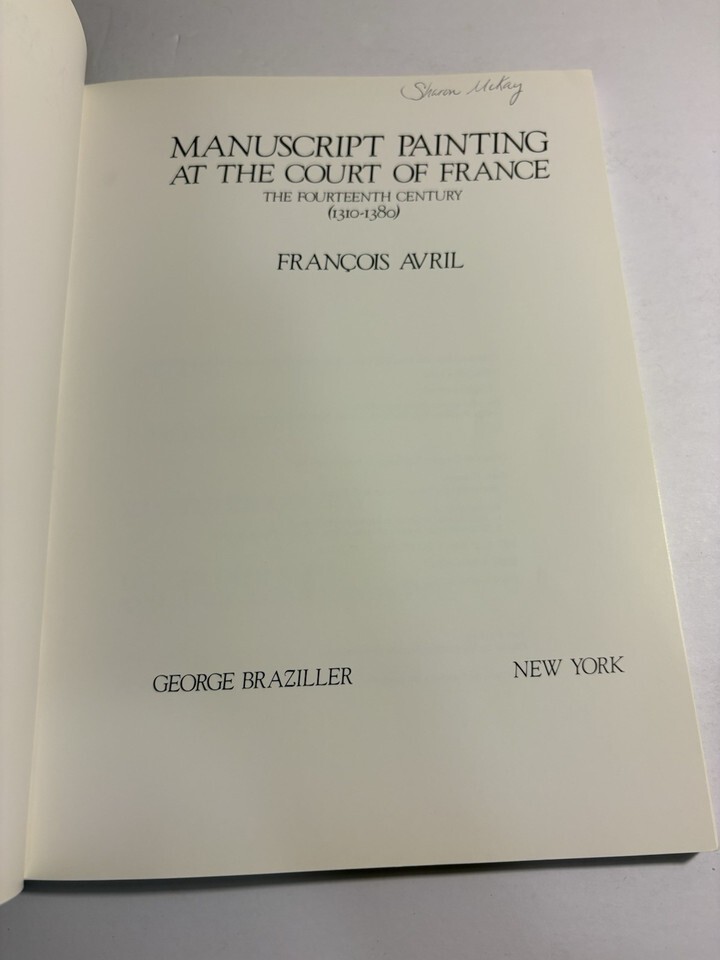 Sharon McKay
MANUSCRIPT PAINTING
AT THE COURT OF FRANCE
THE FOURTEENTH CENTURY
(1310-1380)
FRANÇOIS AVRIL
GEORGE BRAZILLER NEW YORK